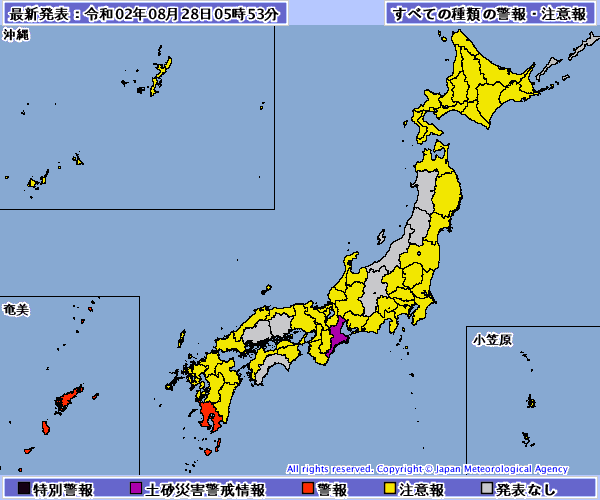 最新発表：令和02年08月28日05時53分
すべての種類の警報・注意報
沖縄
奄美
小笠原
All rights reserved. Copyright © Japan Meteorological Agency
特別警報 土砂災害警戒情報 警報 注意報 発表なし